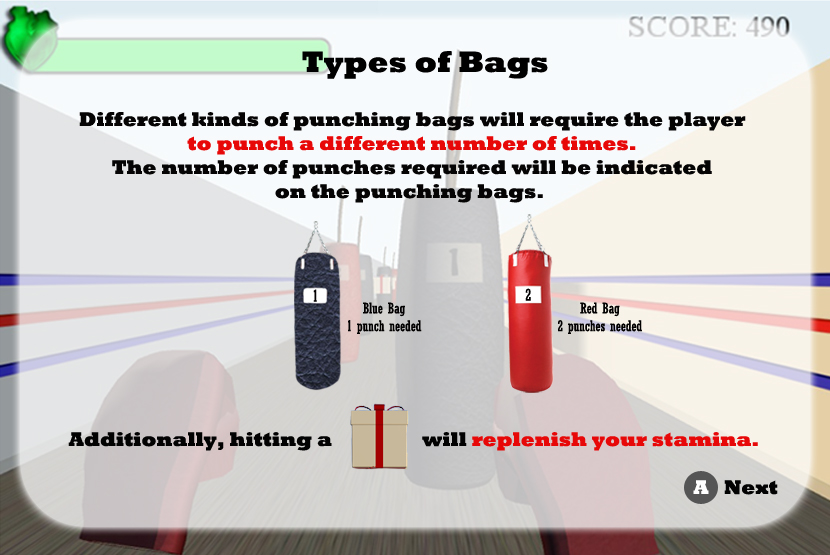 SCORE: 490
Types of Bags
Different kinds of punching bags will require the player
to punch a different number of times.
The number of punches required will be indicated
on the punching bags.
1
1
2
Blue Bag
1 punch needed
Red Bag
2 punches needed
Additionally, hitting a will replenish your stamina.
A Next